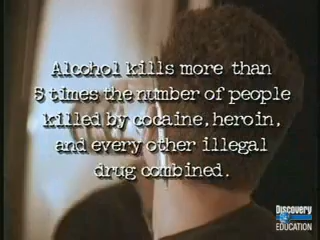 Alcohol kills more than
5 times the number of people
killed by cocaine, heroin,
and every other illegal
drug combined.
Discovery
EDUCATION